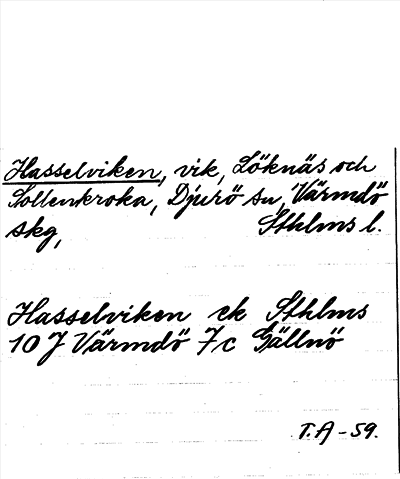 Hasselviken, vik, Löknäs och
Sollenkroka, Djurö sn, Värmdö
skg, Sthlms l.
Hasselviken ek Sthlms
10 J Värmdö 7c Gällnö
T.A-59.